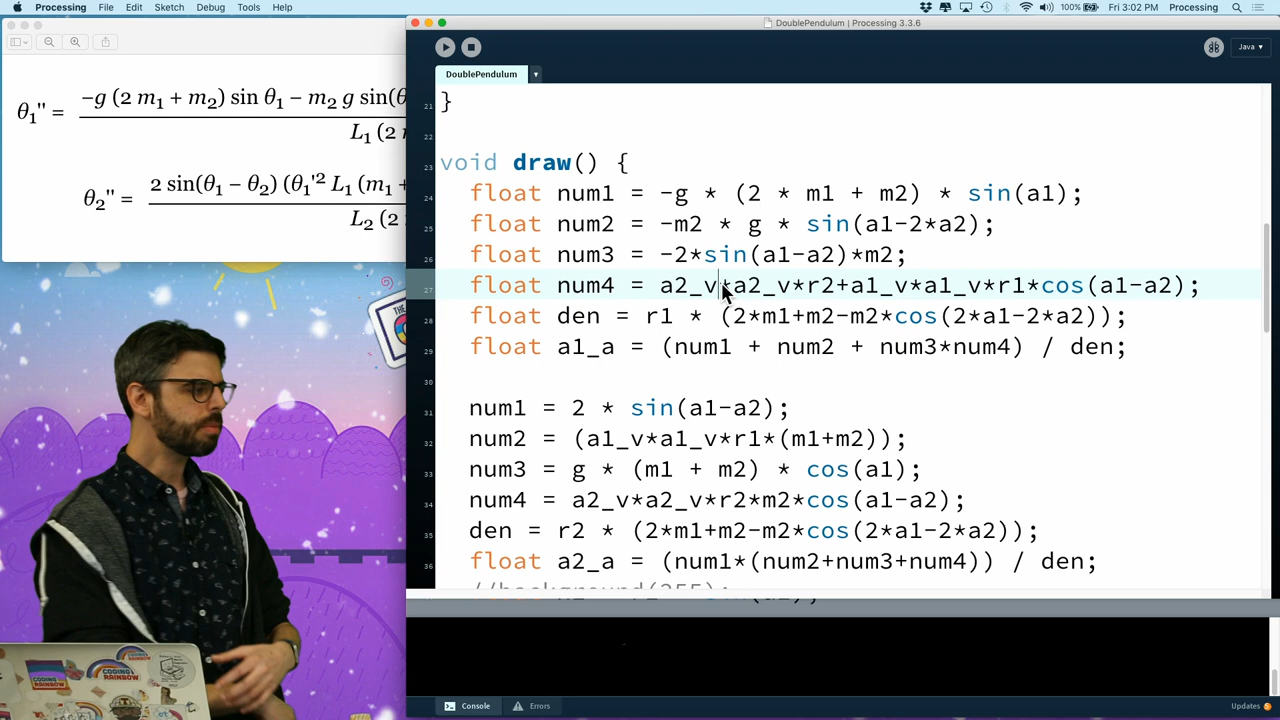 Processing File Edit Sketch Debug Tools Help 100% Fri 3:02 PM Processing
DoublePendulum | Processing 3.3.6
Java ▾
DoublePendulum
θ₁'' = −g (2 m₁ + m₂) sin θ₁ − m₂ g sin(θ
L₁ (2 
θ₂'' = 2 sin(θ₁ − θ₂) (θ₁'² L₁ (m₁ +
L₂ (2
21 }
22
23 void draw() {
24 float num1 = -g * (2 * m1 + m2) * sin(a1);
25 float num2 = -m2 * g * sin(a1-2*a2);
26 float num3 = -2*sin(a1-a2)*m2;
27 float num4 = a2_v*a2_v*r2+a1_v*a1_v*r1*cos(a1-a2);
28 float den = r1 * (2*m1+m2-m2*cos(2*a1-2*a2));
29 float a1_a = (num1 + num2 + num3*num4) / den;
30
31 num1 = 2 * sin(a1-a2);
32 num2 = (a1_v*a1_v*r1*(m1+m2));
33 num3 = g * (m1 + m2) * cos(a1);
34 num4 = a2_v*a2_v*r2*m2*cos(a1-a2);
35 den = r2 * (2*m1+m2-m2*cos(2*a1-2*a2));
36 float a2_a = (num1*(num2+num3+num4)) / den;
//background(255);
CODING RAINBOW
Console Errors Updates